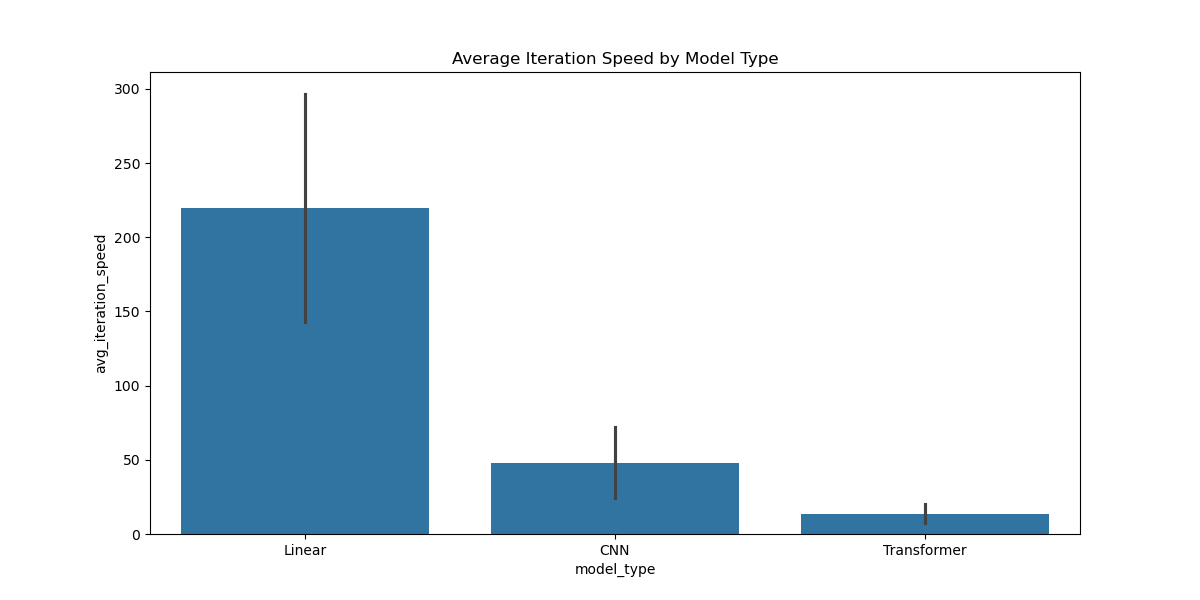 Average Iteration Speed by Model Type
300
250
200
150
100
50
0
avg_iteration_speed
Linear
CNN
Transformer
model_type